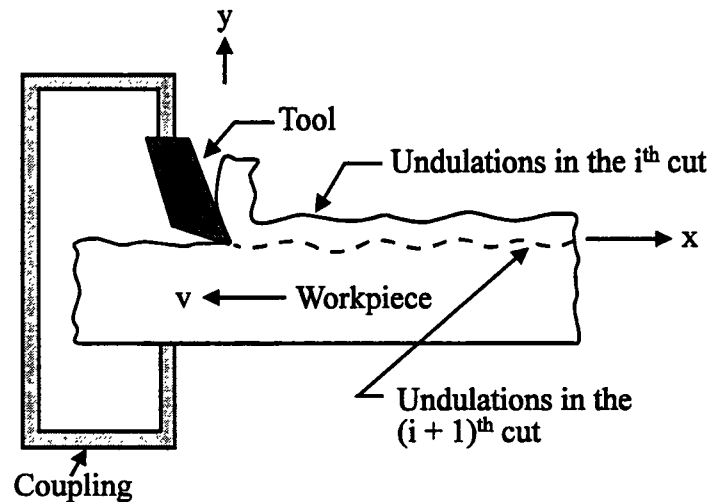 y
Tool
Undulations in the iᵗʰ cut
x
v
Workpiece
Undulations in the
(i + 1)ᵗʰ cut
Coupling